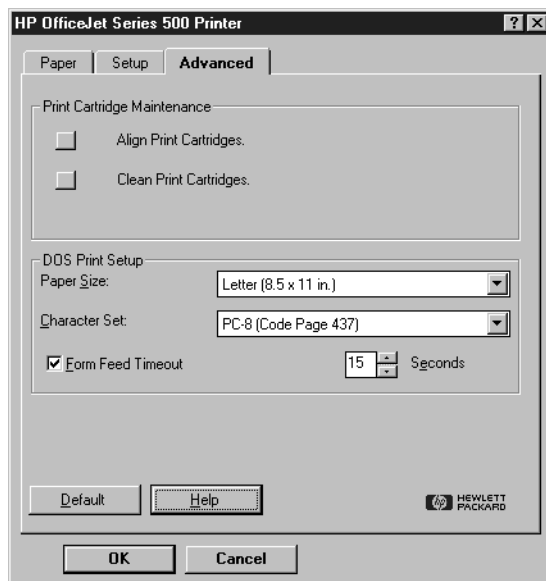 HP OfficeJet Series 500 Printer ? ×
Paper Setup Advanced
Print Cartridge Maintenance
Align Print Cartridges.
Clean Print Cartridges.
DOS Print Setup
Paper Size: Letter (8.5 x 11 in.)
Character Set: PC-8 (Code Page 437)
Form Feed Timeout 15 Seconds
Default Help hp HEWLETT
PACKARD
OK Cancel